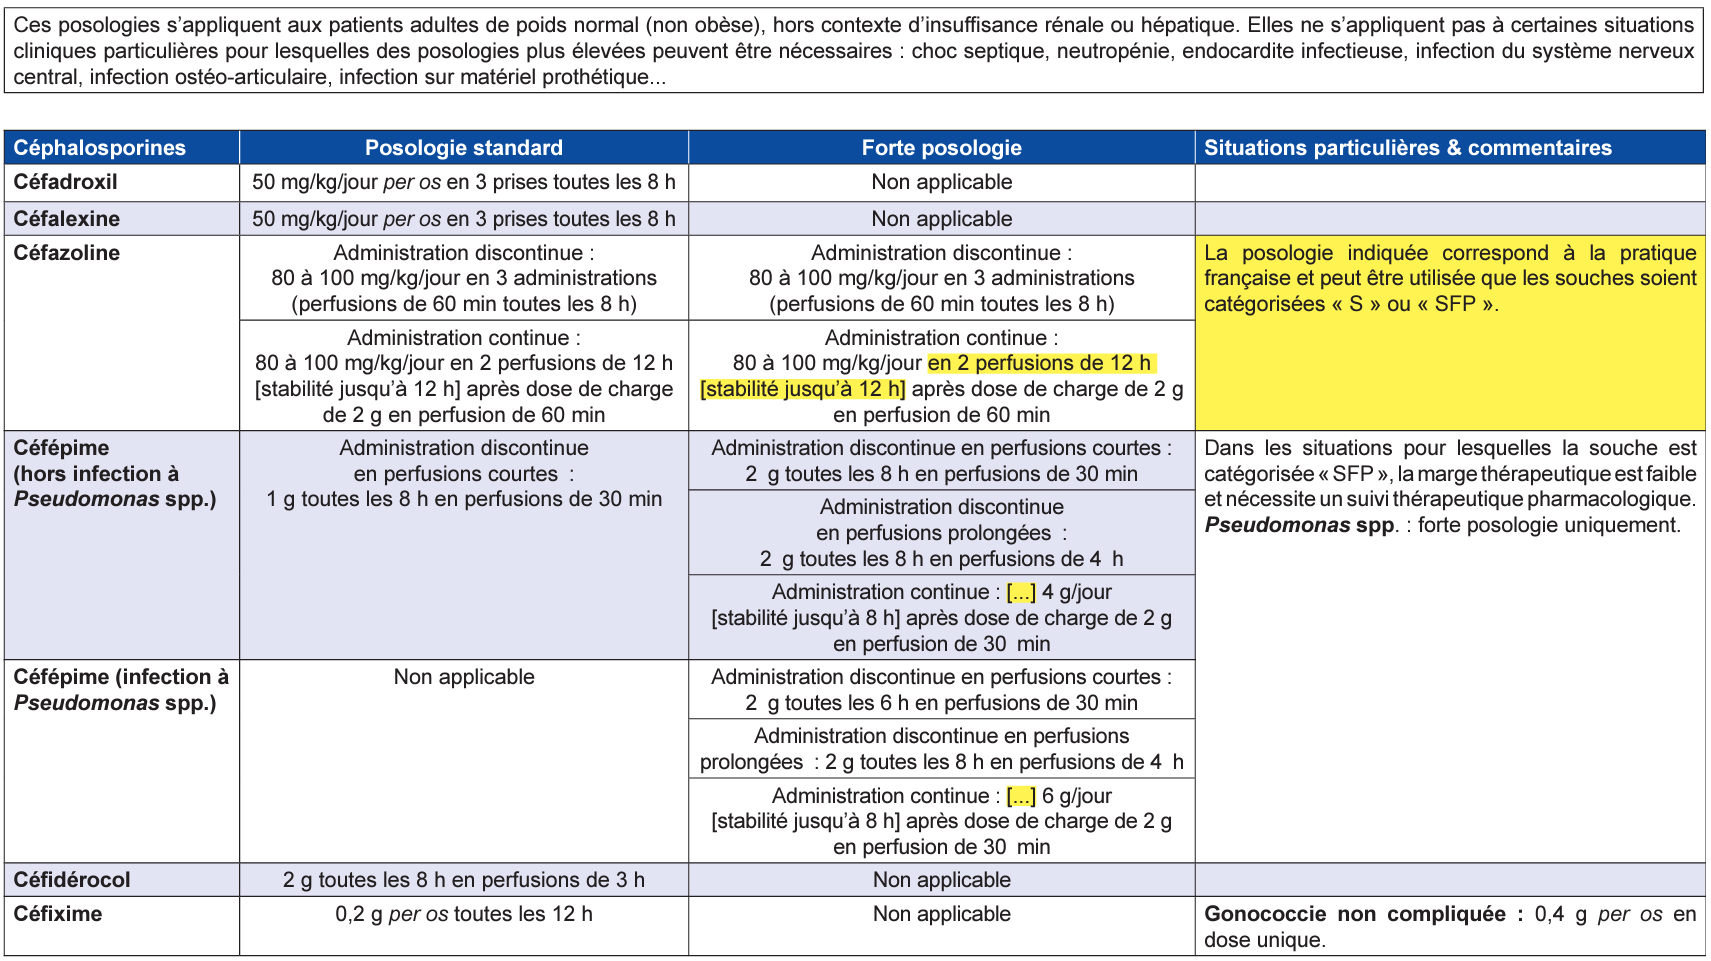 Ces posologies s’appliquent aux patients adultes de poids normal (non obèse), hors contexte d’insuffisance rénale ou hépatique. Elles ne s’appliquent pas à certaines situations
cliniques particulières pour lesquelles des posologies plus élevées peuvent être nécessaires : choc septique, neutropénie, endocardite infectieuse, infection du système nerveux
central, infection ostéo-articulaire, infection sur matériel prothétique...
Céphalosporines
Posologie standard
Forte posologie
Situations particulières & commentaires
Céfadroxil
50 mg/kg/jour per os en 3 prises toutes les 8 h
Non applicable
Céfalexine
50 mg/kg/jour per os en 3 prises toutes les 8 h
Non applicable
Céfazoline
Administration discontinue :
80 à 100 mg/kg/jour en 3 administrations
(perfusions de 60 min toutes les 8 h)
Administration continue :
80 à 100 mg/kg/jour en 2 perfusions de 12 h
[stabilité jusqu’à 12 h] après dose de charge
de 2 g en perfusion de 60 min
Administration discontinue :
80 à 100 mg/kg/jour en 3 administrations
(perfusions de 60 min toutes les 8 h)
Administration continue :
80 à 100 mg/kg/jour en 2 perfusions de 12 h
[stabilité jusqu’à 12 h] après dose de charge de 2 g
en perfusion de 60 min
La posologie indiquée correspond à la pratique
française et peut être utilisée que les souches soient
catégorisées « S » ou « SFP ».
Céfépime
(hors infection à
Pseudomonas spp.)
Administration discontinue
en perfusions courtes :
1 g toutes les 8 h en perfusions de 30 min
Administration discontinue en perfusions courtes :
2 g toutes les 8 h en perfusions de 30 min
Administration discontinue
en perfusions prolongées :
2 g toutes les 8 h en perfusions de 4 h
Administration continue : [...] 4 g/jour
[stabilité jusqu’à 8 h] après dose de charge de 2 g
en perfusion de 30 min
Dans les situations pour lesquelles la souche est
catégorisée « SFP », la marge thérapeutique est faible
et nécessite un suivi thérapeutique pharmacologique.
Pseudomonas spp. : forte posologie uniquement.
Céfépime (infection à
Pseudomonas spp.)
Non applicable
Administration discontinue en perfusions courtes :
2 g toutes les 6 h en perfusions de 30 min
Administration discontinue en perfusions
prolongées : 2 g toutes les 8 h en perfusions de 4 h
Administration continue : [...] 6 g/jour
[stabilité jusqu’à 8 h] après dose de charge de 2 g
en perfusion de 30 min
Céfidérocol
2 g toutes les 8 h en perfusions de 3 h
Non applicable
Céfixime
0,2 g per os toutes les 12 h
Non applicable
Gonococcie non compliquée : 0,4 g per os en
dose unique.